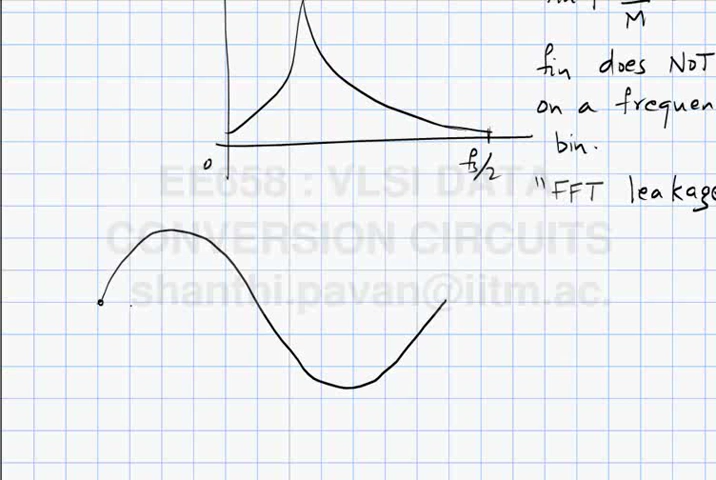 M
fin does NOT
on a frequen
bin.
0
fs/2
"FFT leakage
EE658 : VLSI DATA
CONVERSION CIRCUITS
shanthi.pavan@iitm.ac.